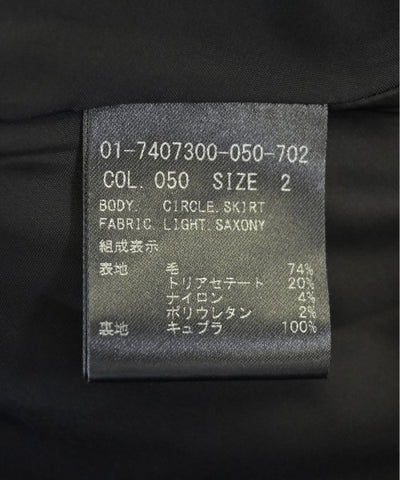 01-7407300-050-702
COL. 050 SIZE 2
BODY. CIRCLE.SKIRT
FABRIC.LIGHT.SAXONY
組成表示
表地 毛 74%
トリアセテート 20%
ナイロン 4%
ポリウレタン 2%
裏地 キュプラ 100%